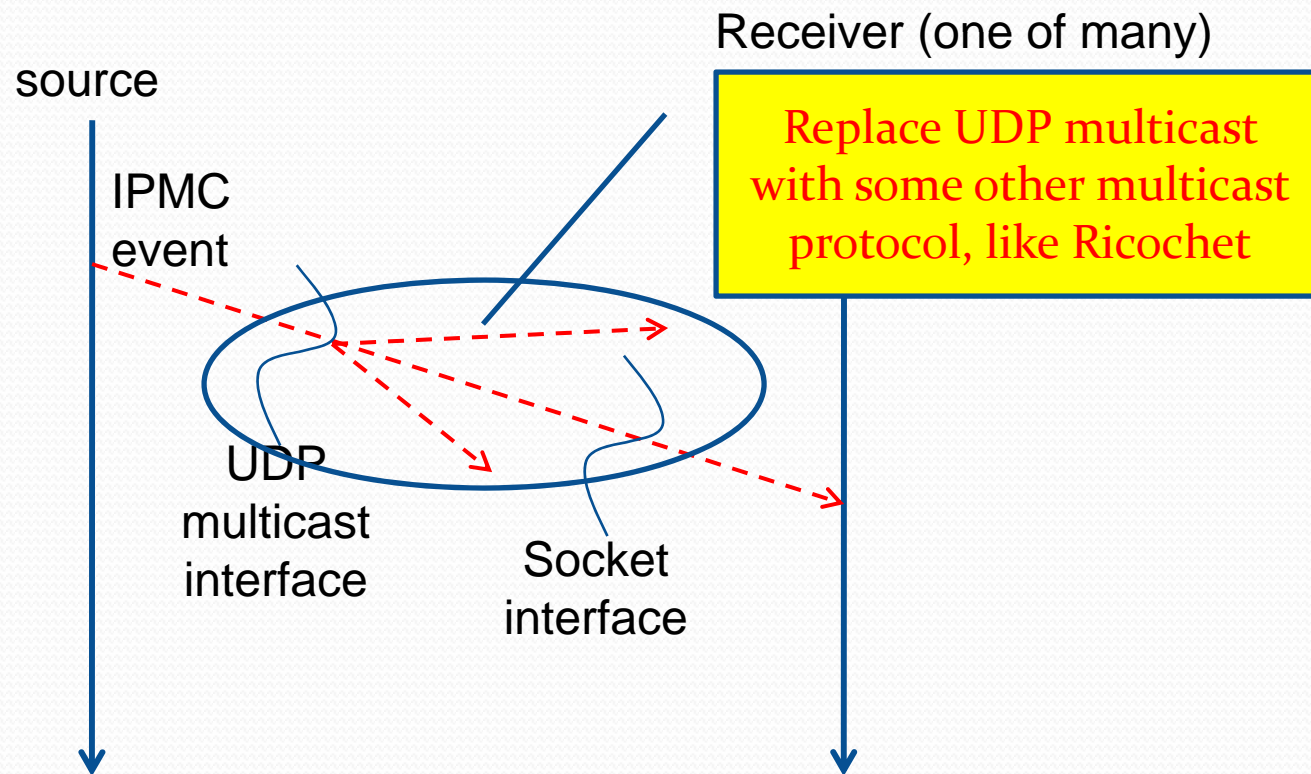 Receiver (one of many)
source
Replace UDP multicast
with some other multicast
protocol, like Ricochet
IPMC
event
UDP
multicast
interface
Socket
interface